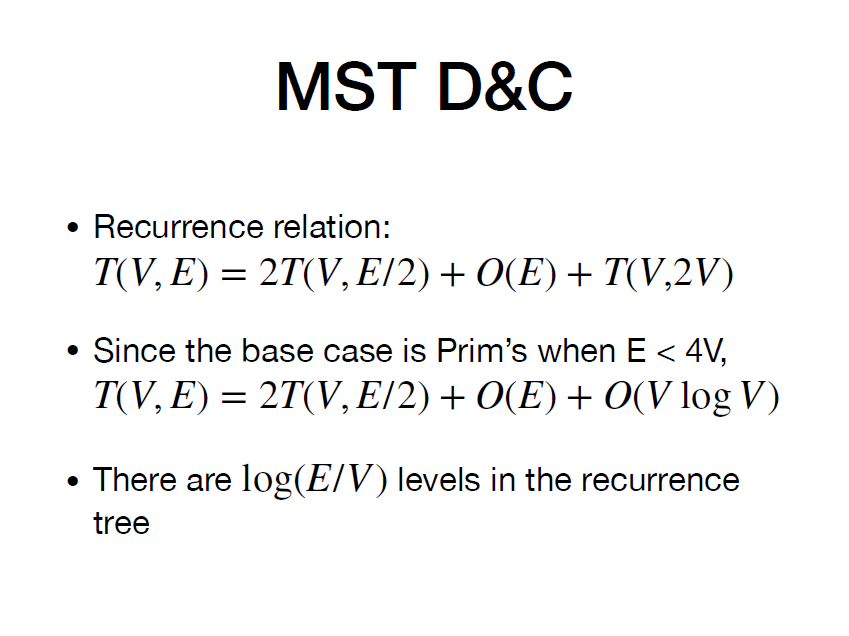 MST D&C
• Recurrence relation:
T(V, E) = 2T(V, E/2) + O(E) + T(V,2V)
• Since the base case is Prim’s when E < 4V,
T(V, E) = 2T(V, E/2) + O(E) + O(V log V)
• There are log(E/V) levels in the recurrence
tree